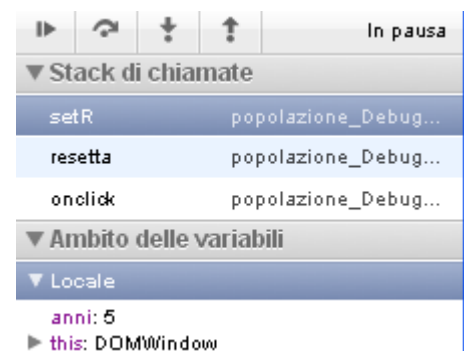 In pausa
Stack di chiamate
setR popolazione_Debug...
resetta popolazione_Debug...
onclick popolazione_Debug...
Ambito delle variabili
Locale
anni: 5
this: DOMWindow